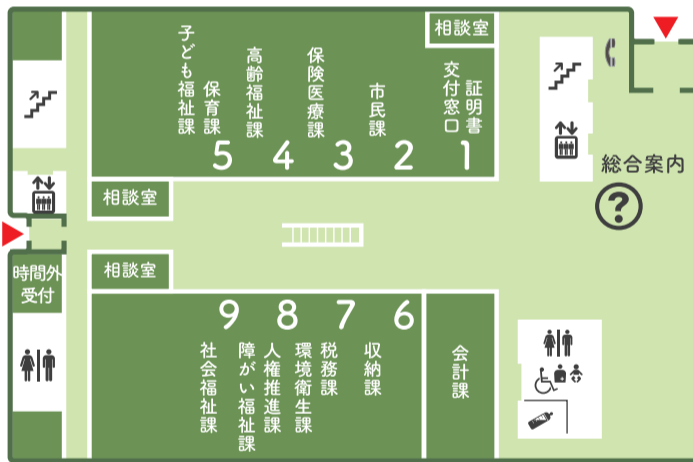 相談室
証明書
交付窓口
1
市民課
2
保険医療課
3
高齢福祉課
4
保育課
子ども福祉課
5
総合案内
?
相談室
相談室
時間外
受付
6
収納課
7
税務課
環境衛生課
8
人権推進課
障がい福祉課
9
社会福祉課
会計課